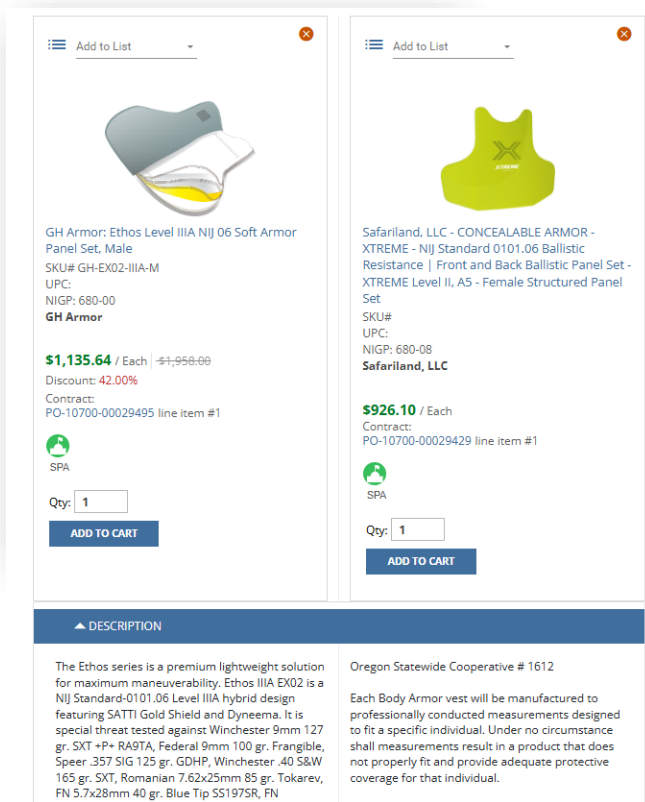 Add to List
GH Armor: Ethos Level IIIA NIJ 06 Soft Armor
Panel Set, Male
SKU# GH-EX02-IIIA-M
UPC:
NIGP: 680-00
GH Armor
$1,135.64 / Each $1,958.00
Discount: 42.00%
Contract:
PO-10700-00029495 line item #1
SPA
Qty: 1
ADD TO CART
Add to List
XTREME
Safariland, LLC - CONCEALABLE ARMOR -
XTREME - NIJ Standard 0101.06 Ballistic
Resistance | Front and Back Ballistic Panel Set -
XTREME Level II, A5 - Female Structured Panel
Set
SKU#
UPC:
NIGP: 680-08
Safariland, LLC
$926.10 / Each
Contract:
PO-10700-00029429 line item #1
SPA
Qty: 1
ADD TO CART
DESCRIPTION
The Ethos series is a premium lightweight solution
for maximum maneuverability. Ethos IIIA EX02 is a
NIJ Standard-0101.06 Level IIIA hybrid design
featuring SATTI Gold Shield and Dyneema. It is
special threat tested against Winchester 9mm 127
gr. SXT +P+ RA9TA, Federal 9mm 100 gr. Frangible,
Speer .357 SIG 125 gr. GDHP, Winchester .40 S&W
165 gr. SXT, Romanian 7.62x25mm 85 gr. Tokarev,
FN 5.7x28mm 40 gr. Blue Tip SS197SR, FN
Oregon Statewide Cooperative # 1612
Each Body Armor vest will be manufactured to
professionally conducted measurements designed
to fit a specific individual. Under no circumstance
shall measurements result in a product that does
not properly fit and provide adequate protective
coverage for that individual.